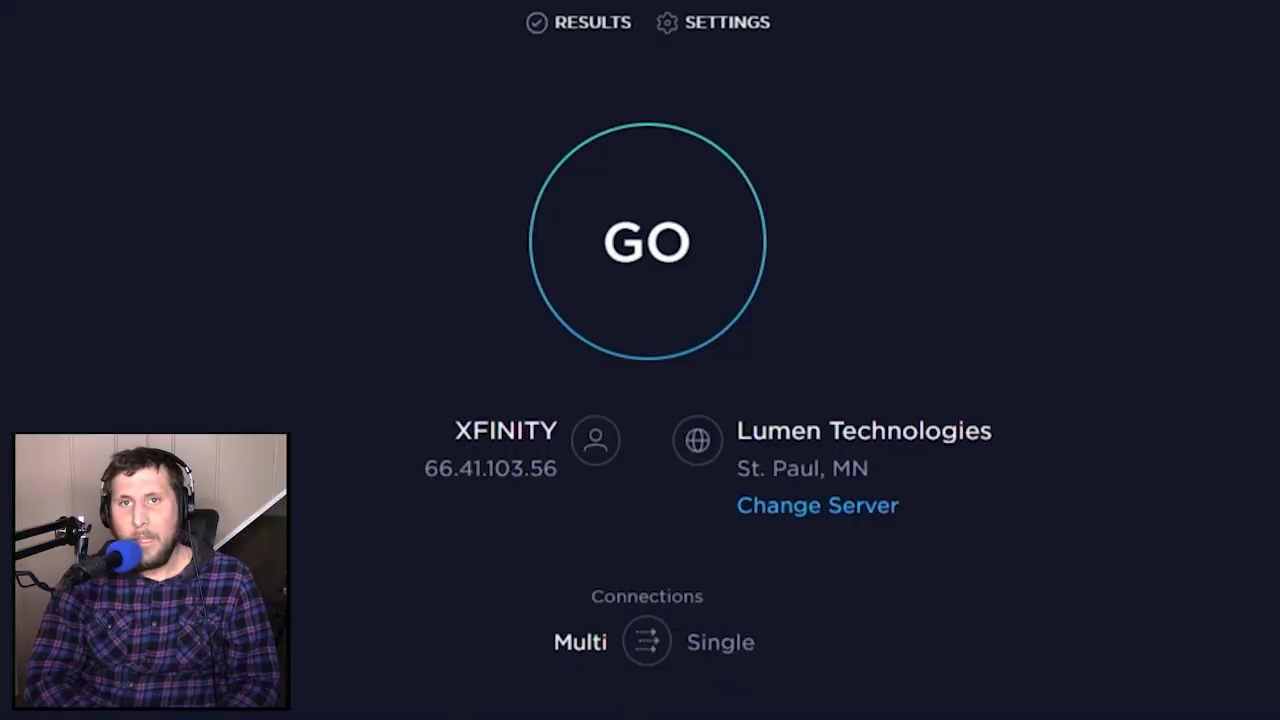 RESULTS SETTINGS
GO
XFINITY
66.41.103.56
Lumen Technologies
St. Paul, MN
Change Server
Connections
Multi Single